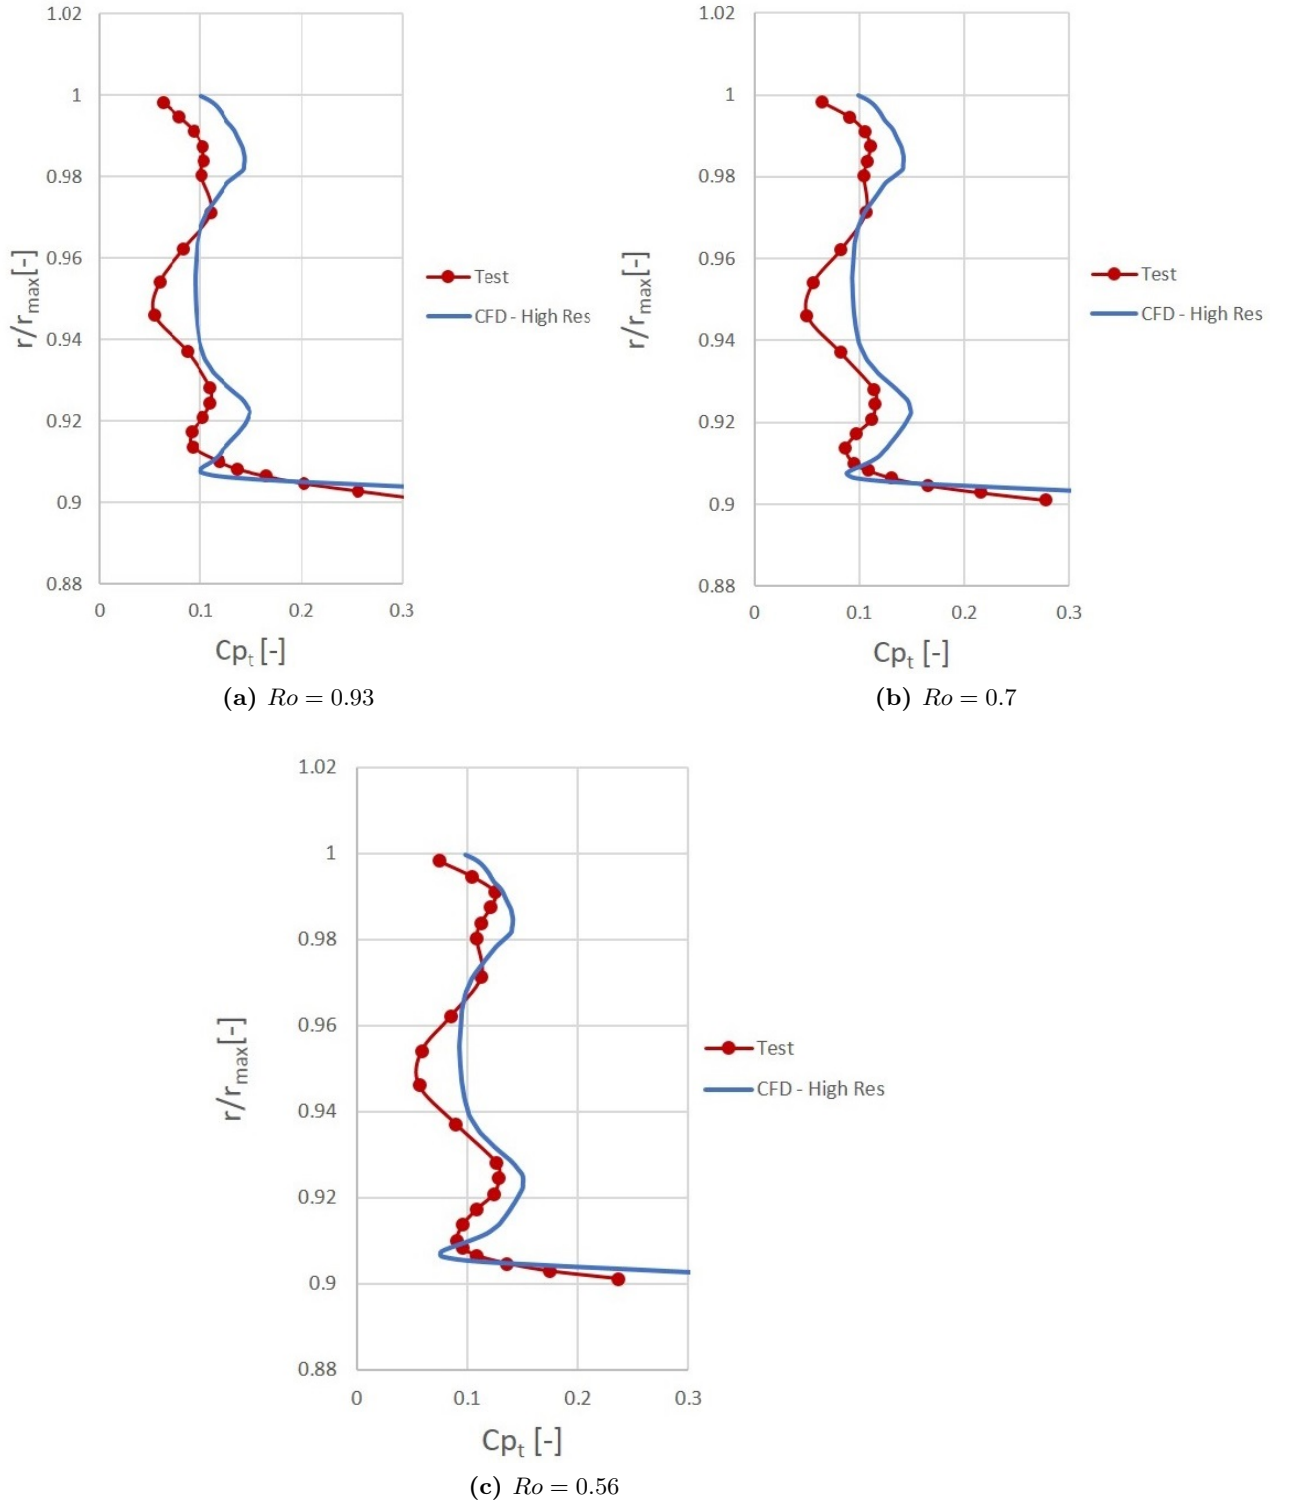 1.02
1
0.98
0.96
0.94
0.92
0.9
0.88
0
0.1
0.2
0.3
r/rmax[-]
Cpt [-]
Test
CFD - High Res
(a) Ro = 0.93
1.02
1
0.98
0.96
0.94
0.92
0.9
0.88
0
0.1
0.2
0.3
r/rmax[-]
Cpt [-]
Test
CFD - High Res
(b) Ro = 0.7
1.02
1
0.98
0.96
0.94
0.92
0.9
0.88
0
0.1
0.2
0.3
r/rmax[-]
Cpt [-]
Test
CFD - High Res
(c) Ro = 0.56